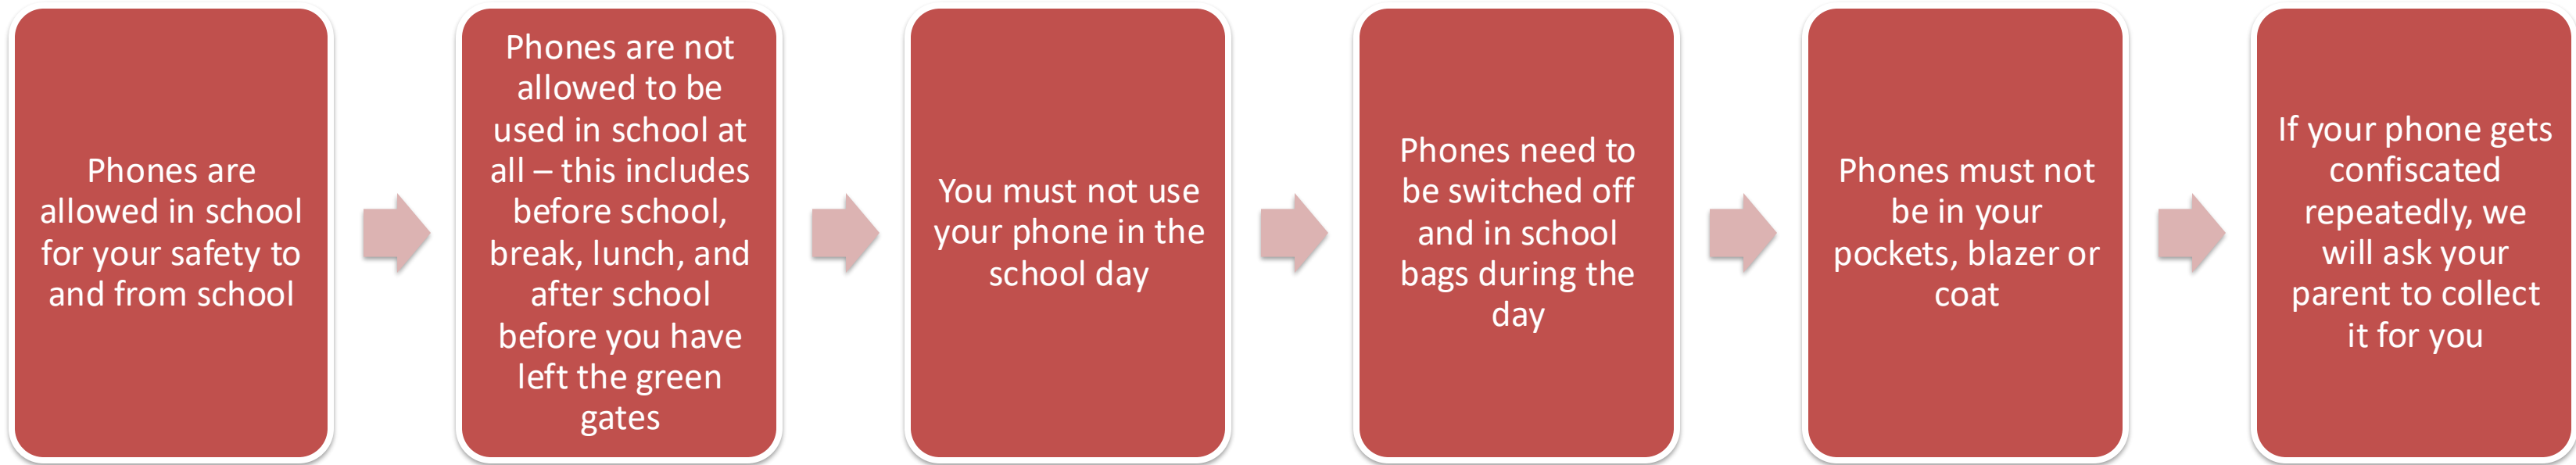 Phones are
allowed in school
for your safety to
and from school
Phones are not
allowed to be
used in school at
all – this includes
before school,
break, lunch, and
after school
before you have
left the green
gates
You must not use
your phone in the
school day
Phones need to
be switched off
and in school
bags during the
day
Phones must not
be in your
pockets, blazer or
coat
If your phone gets
confiscated
repeatedly, we
will ask your
parent to collect
it for you